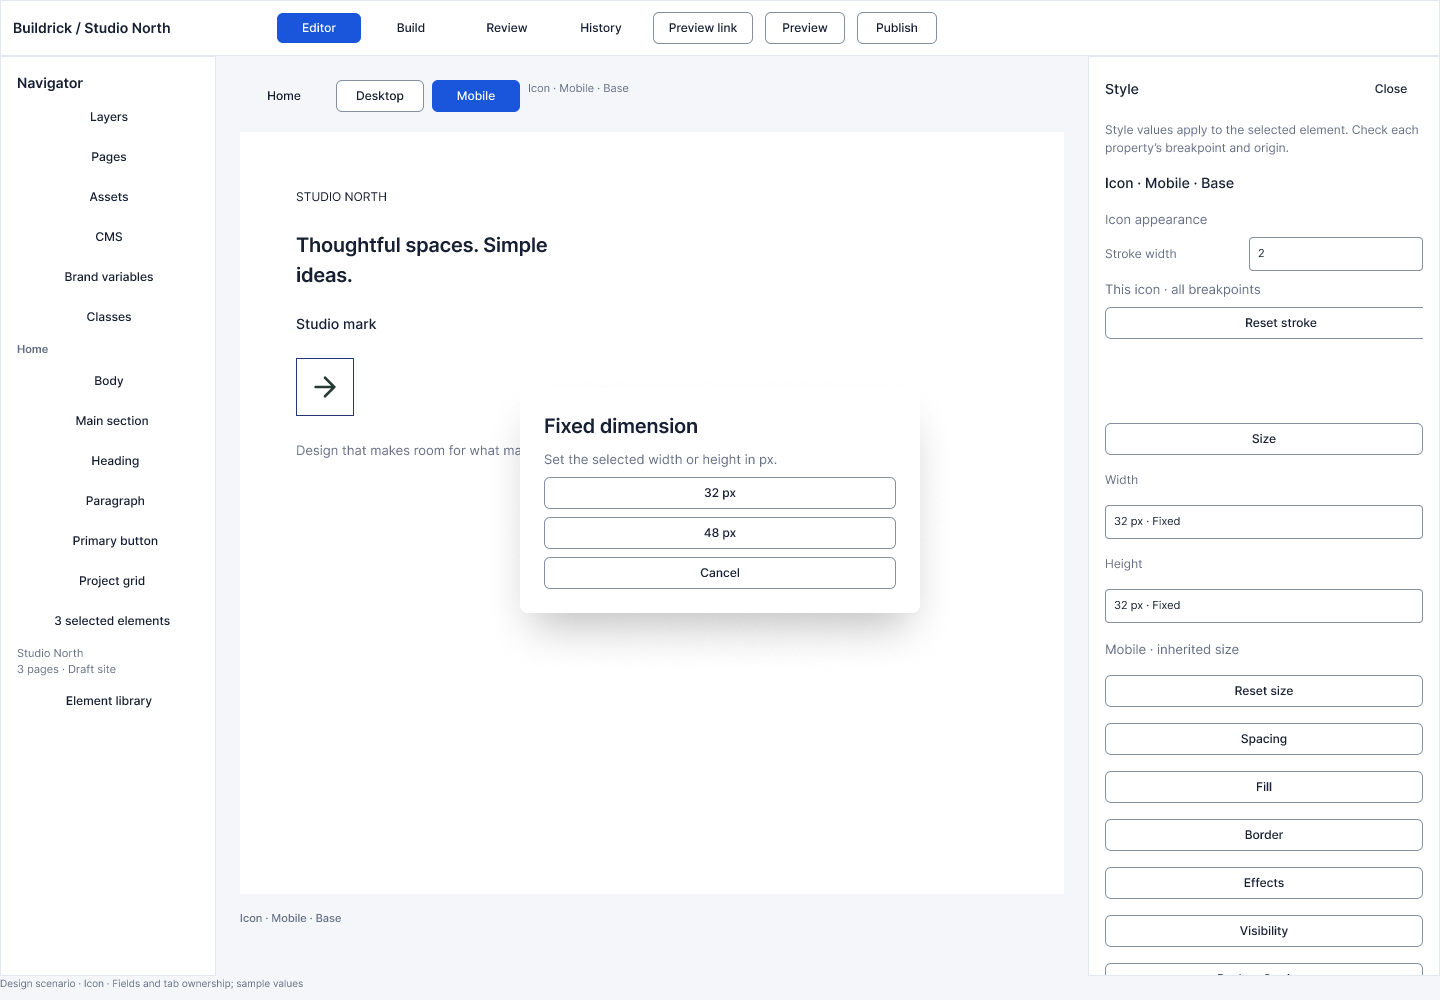 Buildrick / Studio North
Editor
Build
Review
History
Preview link
Preview
Publish
Navigator
Layers
Pages
Assets
CMS
Brand variables
Classes
Home
Body
Main section
Heading
Paragraph
Primary button
Project grid
3 selected elements
Studio North
3 pages · Draft site
Element library
Home
Desktop
Mobile
Icon · Mobile · Base
STUDIO NORTH
Thoughtful spaces. Simple
ideas.
Studio mark
Design that makes room for what ma
Fixed dimension
Set the selected width or height in px.
32 px
48 px
Cancel
Icon · Mobile · Base
Style
Close
Style values apply to the selected element. Check each
property’s breakpoint and origin.
Icon · Mobile · Base
Icon appearance
Stroke width
2
This icon · all breakpoints
Reset stroke
Size
Width
32 px · Fixed
Height
32 px · Fixed
Mobile · inherited size
Reset size
Spacing
Fill
Border
Effects
Visibility
Design scenario · Icon · Fields and tab ownership; sample values